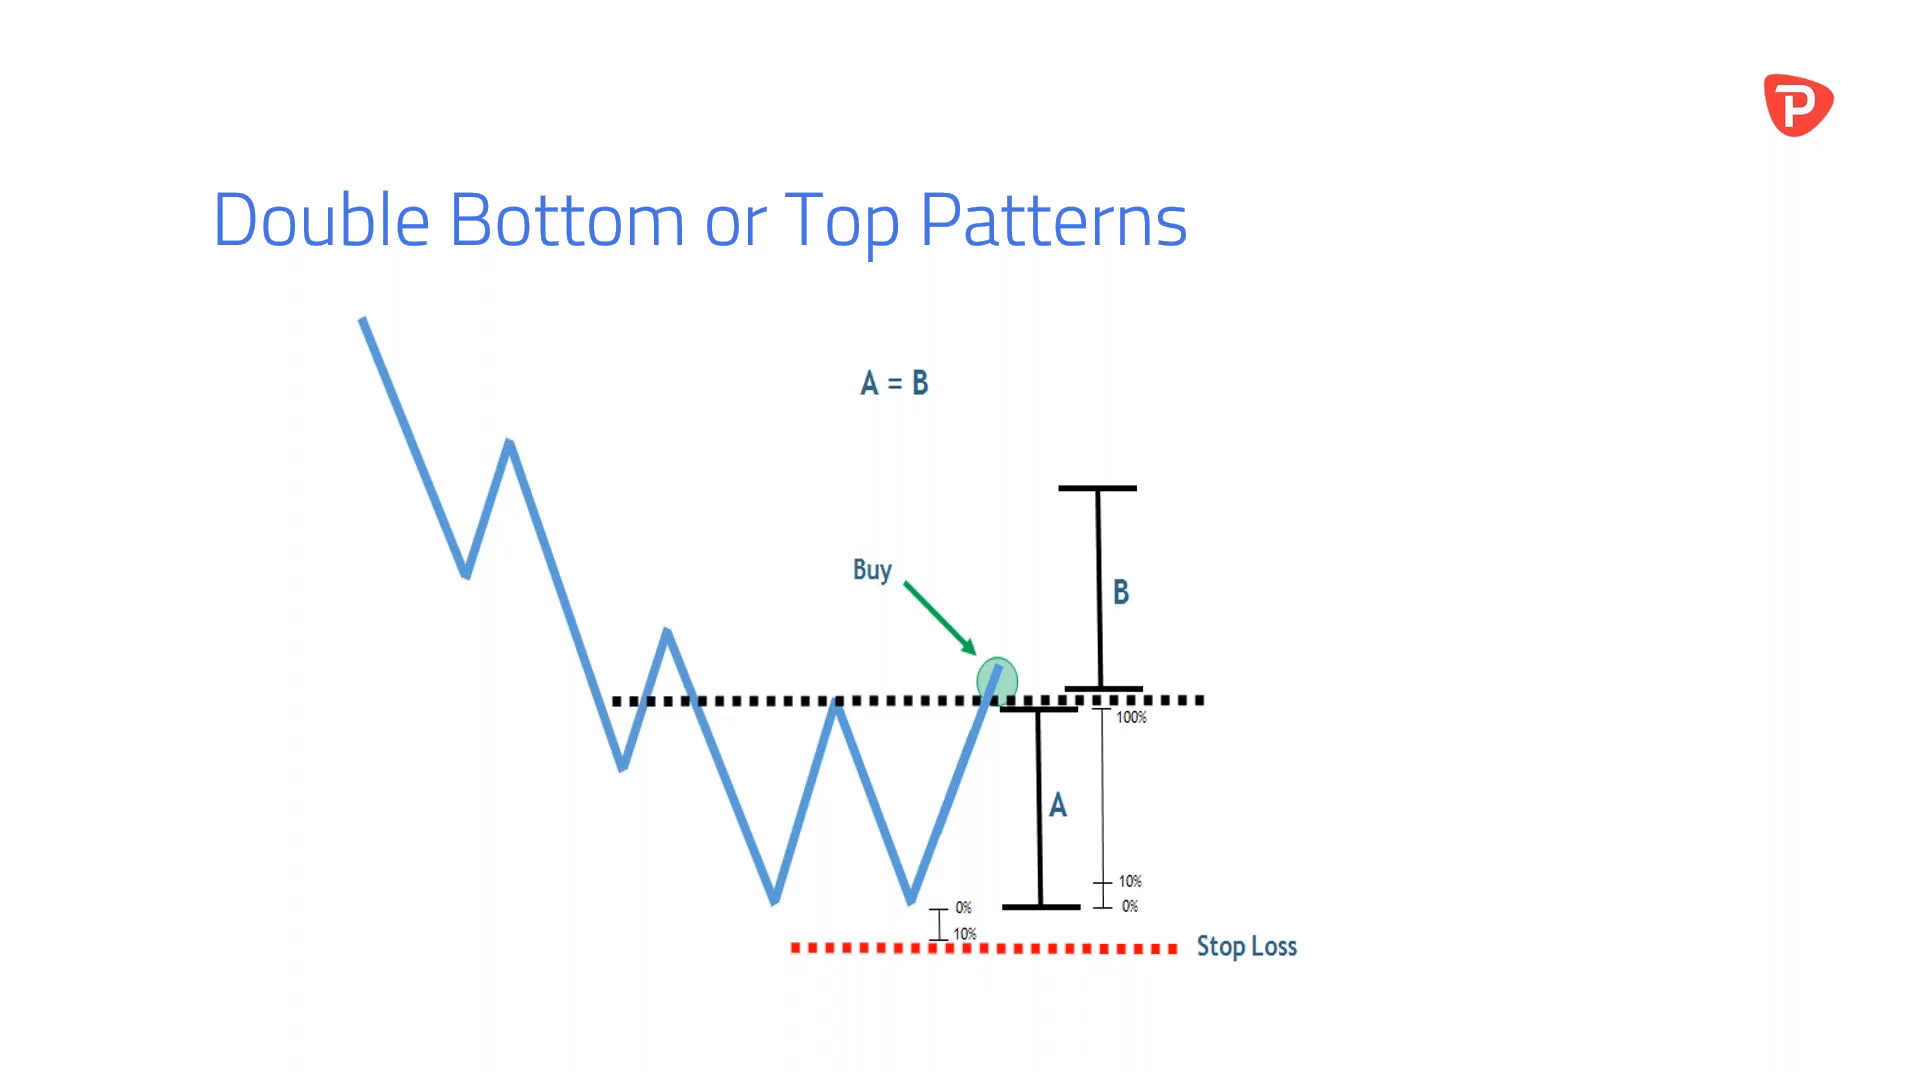 P
Double Bottom or Top Patterns
A = B
Buy
B
100%
A
10%
0%
0%
10%
Stop Loss